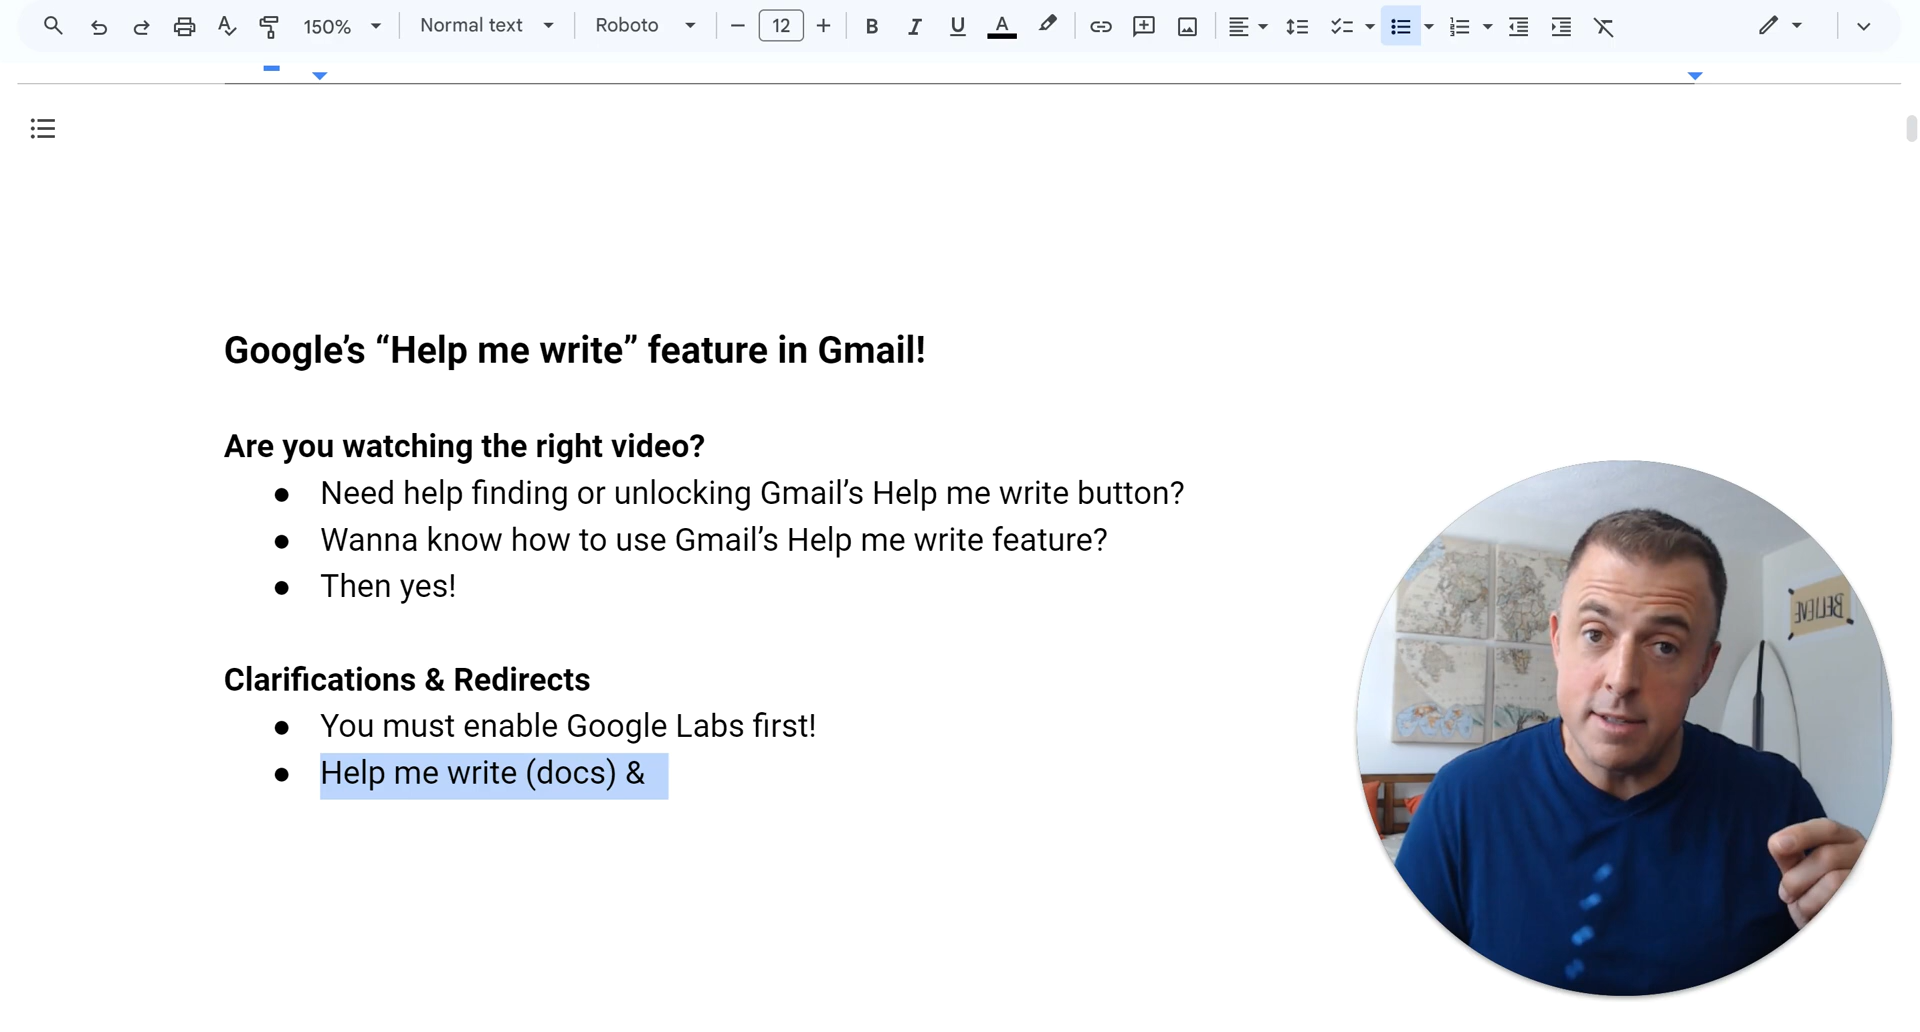 150%
Normal text
Roboto
12
B
I
U
A
Google’s “Help me write” feature in Gmail!
Are you watching the right video?
● Need help finding or unlocking Gmail’s Help me write button?
● Wanna know how to use Gmail’s Help me write feature?
● Then yes!
BELIEVE
Clarifications & Redirects
● You must enable Google Labs first!
● Help me write (docs) &